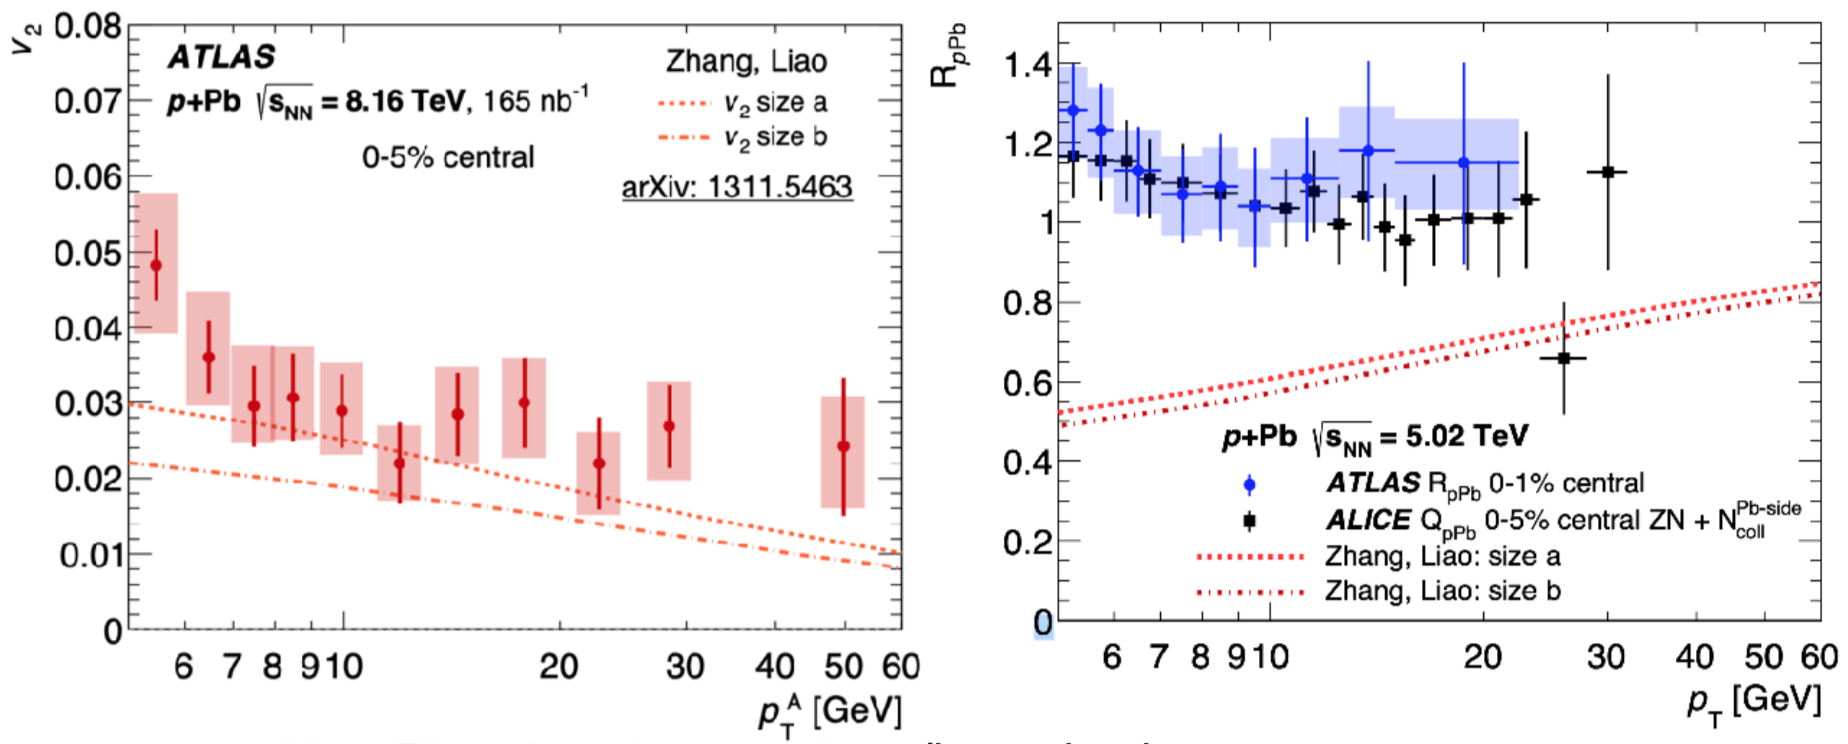 v2
0.08
0.07
0.06
0.05
0.04
0.03
0.02
0.01
0
ATLAS
p+Pb √sNN = 8.16 TeV, 165 nb-1
0-5% central
Zhang, Liao
v2 size a
v2 size b
arXiv: 1311.5463
6 7 8 9 10 20 30 40 50 60
pTA [GeV]
RpPb
1.4
1.2
1
0.8
0.6
0.4
0.2
0
p+Pb √sNN = 5.02 TeV
ATLAS RpPb 0-1% central
ALICE QpPb 0-5% central ZN + NcollPb-side
Zhang, Liao: size a
Zhang, Liao: size b
6 7 8 9 10 20 30 40 50 60
pT [GeV]